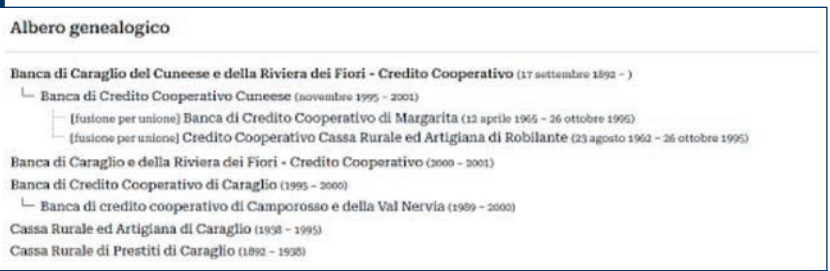 Albero genealogico
Banca di Caraglio del Cuneese e della Riviera dei Fiori - Credito Cooperativo (17 settembre 1892 - )
Banca di Credito Cooperativo Cuneese (novembre 1995 - 2001)
[fusione per unione] Banca di Credito Cooperativo di Margarita (12 aprile 1965 - 26 ottobre 1995)
[fusione per unione] Credito Cooperativo Cassa Rurale ed Artigiana di Robilante (23 agosto 1962 - 26 ottobre 1995)
Banca di Caraglio e della Riviera dei Fiori - Credito Cooperativo (2000 - 2001)
Banca di Credito Cooperativo di Caraglio (1995 - 2000)
Banca di credito cooperativo di Camporosso e della Val Nervia (1989 - 2000)
Cassa Rurale ed Artigiana di Caraglio (1938 - 1995)
Cassa Rurale di Prestiti di Caraglio (1892 - 1938)